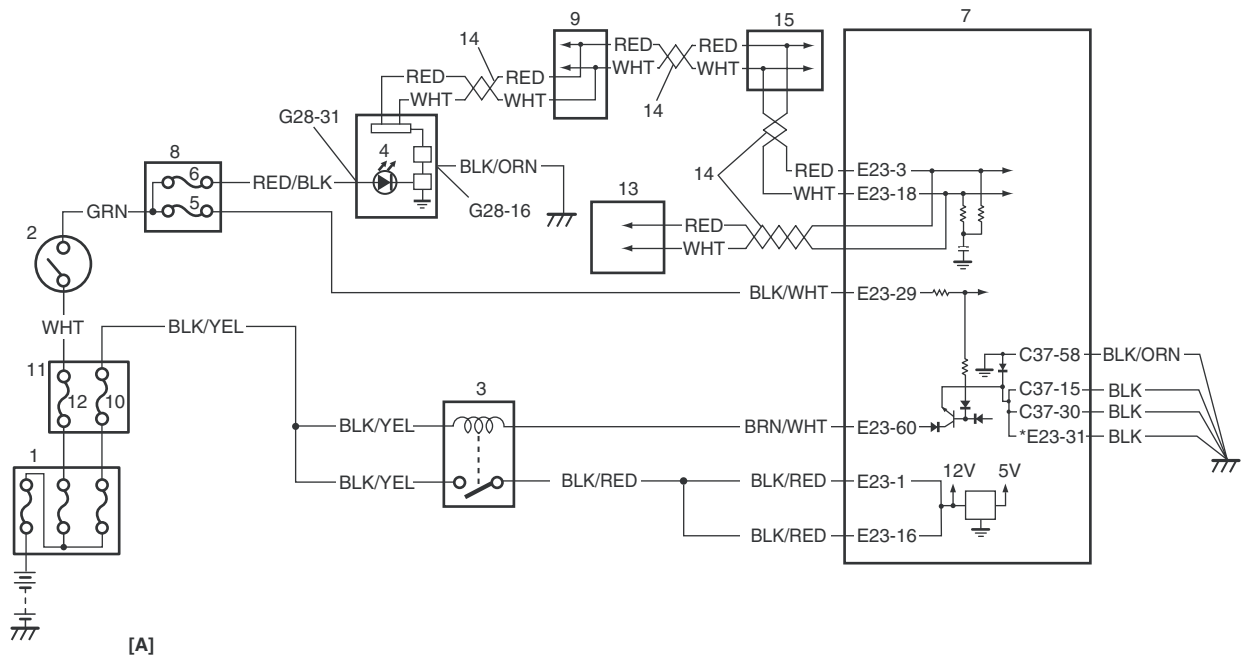 9
15
7
14
RED
RED
RED
WHT
WHT
RED
WHT
WHT
14
14
G28-31
8
6
5
4
RED/BLK
BLK/ORN
G28-16
GRN
2
RED
E23-3
WHT
E23-18
14
13
RED
WHT
BLK/WHT
E23-29
WHT
BLK/YEL
11
12
10
3
C37-58
BLK/ORN
C37-15
BLK
C37-30
BLK
*E23-31
BLK
BLK/YEL
BRN/WHT
E23-60
1
BLK/YEL
BLK/RED
BLK/RED
E23-1
12V
5V
BLK/RED
E23-16
[A]